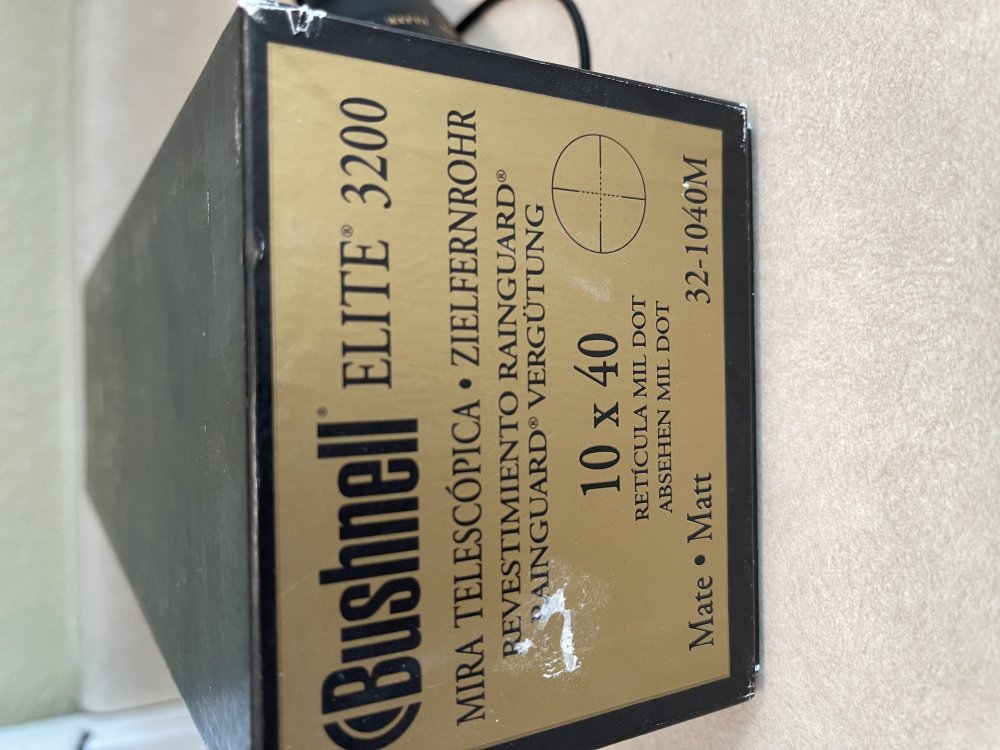 Bushnell® ELITE® 3200
MIRA TELESCÓPICA • ZIELFERNROHR
REVESTIMIENTO RAINGUARD®
RAINGUARD® VERGÜTUNG
10 x 40
RETÍCULA MIL DOT
ABSEHEN MIL DOT
Mate • Matt 32-1040M